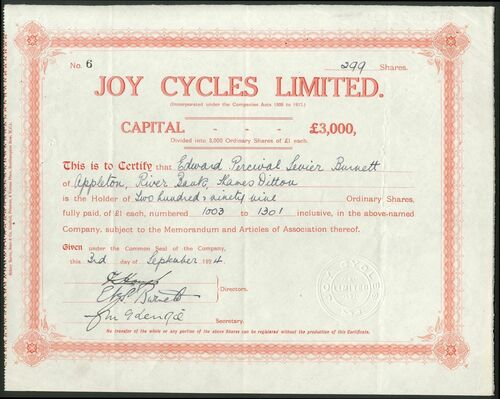 No. 6 299 Shares.
JOY CYCLES LIMITED.
(Incorporated under the Companies Acts 1908 to 1917.)
CAPITAL - - - £3,000,
Divided into 3,000 Ordinary Shares of £1 each.
This is to Certify that Edward Percival Burnett
of Appleton, River Bank, Thames Ditton
is the Holder of Two hundred & ninety nine Ordinary Shares,
fully paid, of £1 each, numbered 1003 to 1301 inclusive, in the above-named
Company, subject to the Memorandum and Articles of Association thereof.
Given under the Common Seal of the Company,
this 3rd day of September 1924.
Directors.
Burnett
Secretary.
No transfer of the whole or any portion of the above Shares can be registered without the production of this Certificate.
JOY CYCLES
LIMITED